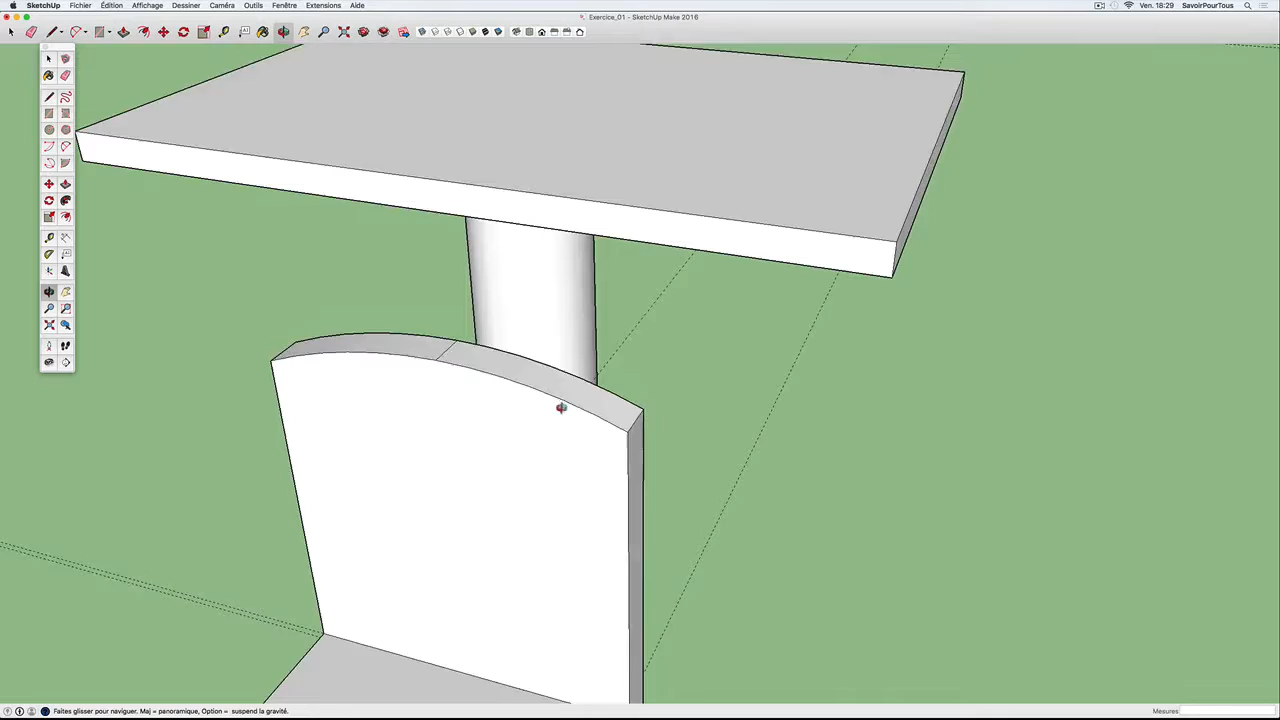 SketchUp Fichier Édition Affichage Dessiner Caméra Outils Fenêtre Extensions Aide Ven. 18:29 SavoirPourTous
Exercice_01 - SketchUp Make 2016
Faites glisser pour naviguer. Maj = panoramique, Option = suspend la gravité. Mesures